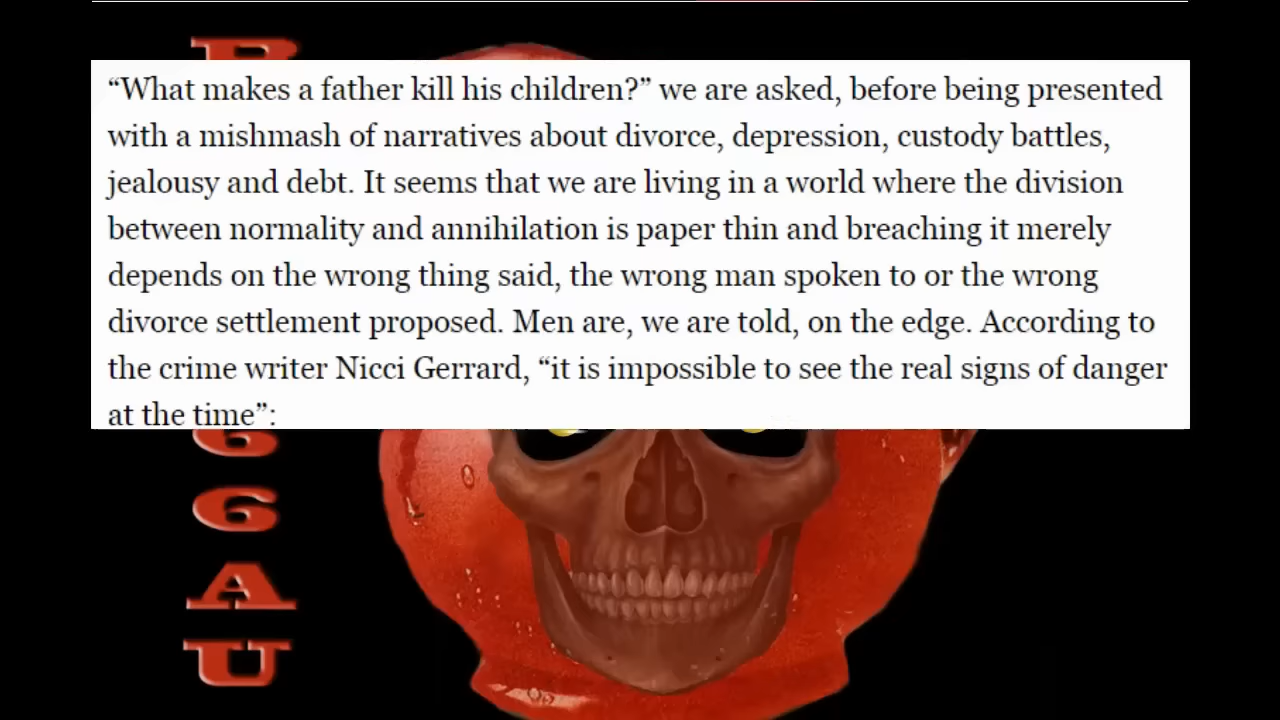 “What makes a father kill his children?” we are asked, before being presented
with a mishmash of narratives about divorce, depression, custody battles,
jealousy and debt. It seems that we are living in a world where the division
between normality and annihilation is paper thin and breaching it merely
depends on the wrong thing said, the wrong man spoken to or the wrong
divorce settlement proposed. Men are, we are told, on the edge. According to
the crime writer Nicci Gerrard, “it is impossible to see the real signs of danger
at the time”:
6
A
U